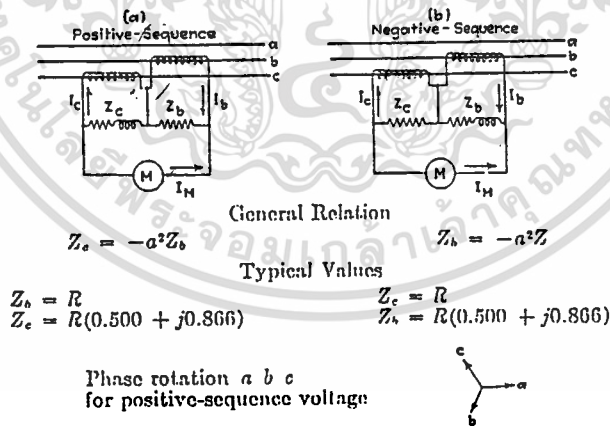 (a)
Positive-Sequence
(b)
Negative-Sequence
a
b
c
I_c Z_c Z_b I_b
M
I_M
I_c Z_c Z_b I_b
M
I_M
General Relation
Z_c = −a²Z_b
Z_b = −a²Z
Typical Values
Z_b = R
Z_c = R(0.500 + j0.866)
Z_c = R
Z_b = R(0.500 + j0.866)
Phase rotation a b c
for positive-sequence voltage
c
a
b